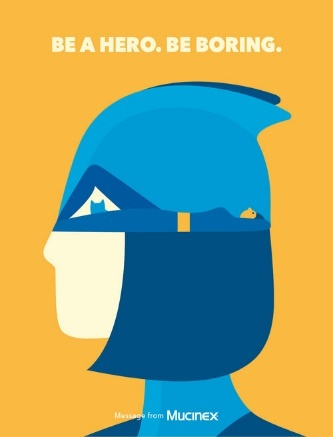 BE A HERO. BE BORING.
Message from Mucinex